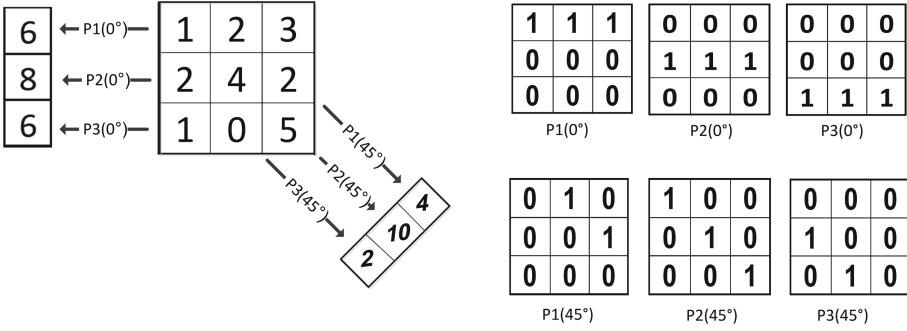 6 P1(0°) 1 2 3
8 P2(0°) 2 4 2
6 P3(0°) 1 0 5
P1(45°)
P2(45°)
P3(45°)
4
10
2
1 1 1
0 0 0
0 0 0
P1(0°)
0 0 0
1 1 1
0 0 0
P2(0°)
0 0 0
0 0 0
1 1 1
P3(0°)
0 1 0
0 0 1
0 0 0
P1(45°)
1 0 0
0 1 0
0 0 1
P2(45°)
0 0 0
1 0 0
0 1 0
P3(45°)